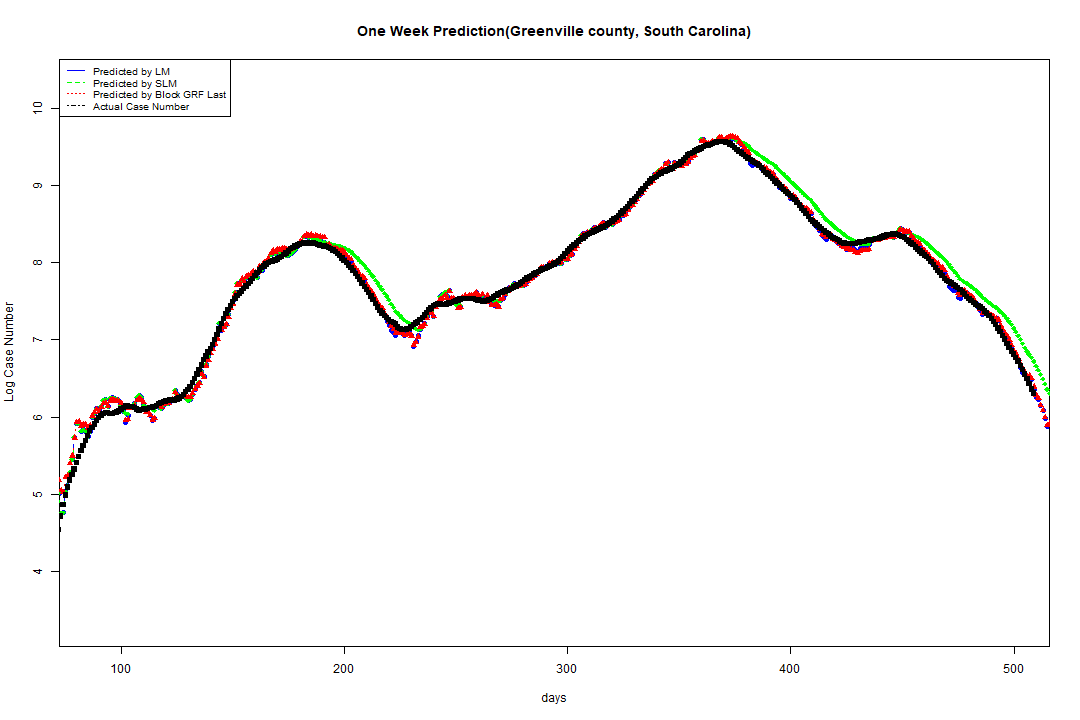 One Week Prediction(Greenville county, South Carolina)
Predicted by LM
Predicted by SLM
Predicted by Block GRF Last
Actual Case Number
10
9
8
7
6
5
4
Log Case Number
100 200 300 400 500
days